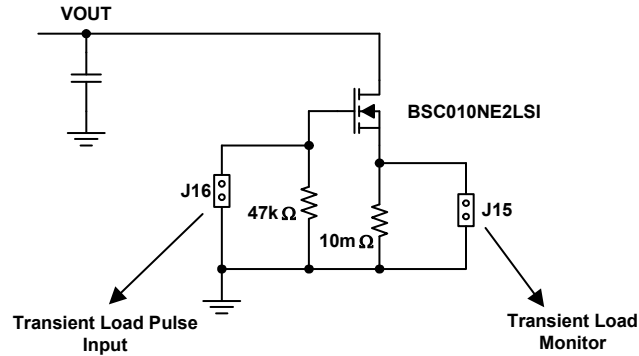 VOUT
BSC010NE2LSI
J16
47kΩ
10mΩ
J15
Transient Load Pulse
Input
Transient Load
Monitor